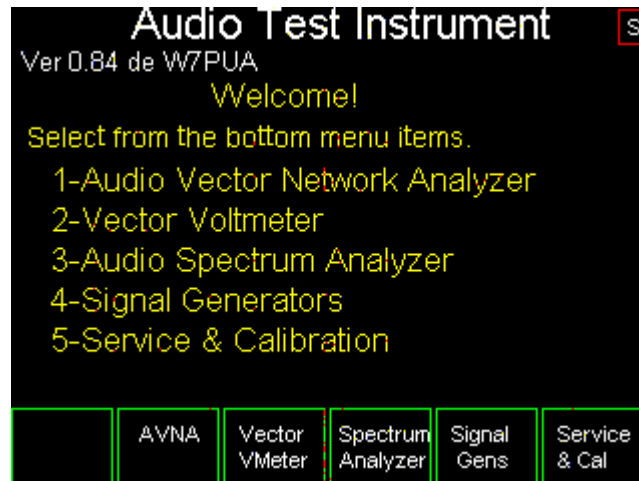 Audio Test Instrument
S
Ver 0.84 de W7PUA
Welcome!
Select from the bottom menu items.
1-Audio Vector Network Analyzer
2-Vector Voltmeter
3-Audio Spectrum Analyzer
4-Signal Generators
5-Service & Calibration
AVNA
Vector
VMeter
Spectrum
Analyzer
Signal
Gens
Service
& Cal